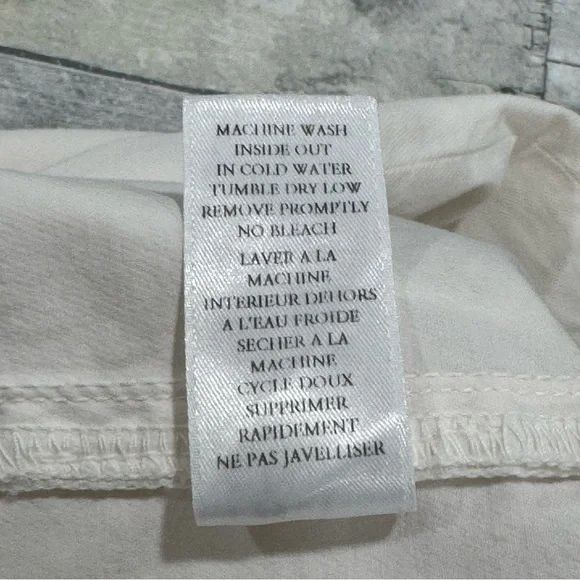 MACHINE WASH
INSIDE OUT
IN COLD WATER
TUMBLE DRY LOW
REMOVE PROMPTLY
NO BLEACH
LAVER A LA
MACHINE
INTERIEUR DEHORS
A L'EAU FROIDE
SECHER A LA
MACHINE
CYCLE DOUX
SUPPRIMER
RAPIDEMENT
NE PAS JAVELLISER